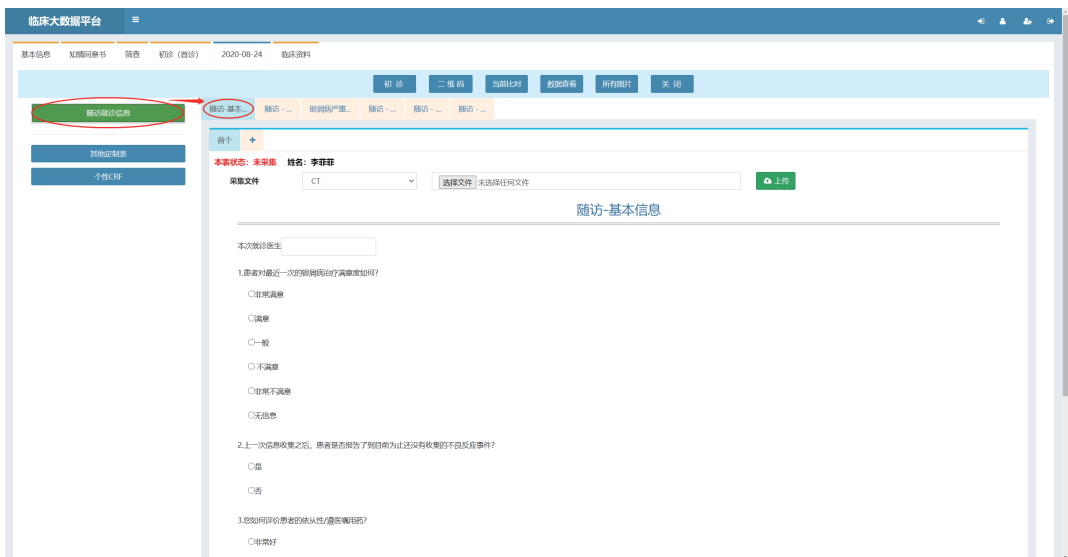 临床大数据平台
基本信息 知情同意书 筛查 初诊（首诊） 2020-08-24 临床资料
初 诊 二维码 当前比对 数据查看 所有图片 关 闭
随访就诊信息 随访-基本... 随访 - ... 银屑病严重... 随访 - ... 随访 - ... 随访 - ...
首个 +
其他定制表
本表状态：未采集 姓名：李菲菲
个性CRF
采集文件 CT 选择文件 未选择任何文件 上传
随访-基本信息
本次就诊医生
1.患者对最近一次的银屑病治疗满意度如何?
非常满意
满意
一般
不满意
非常不满意
无信息
2.上一次信息收集之后，患者是否报告了到目前为止还没有收集的不良反应事件?
是
否
3.您如何评价患者的依从性/遵医嘱用药?
非常好